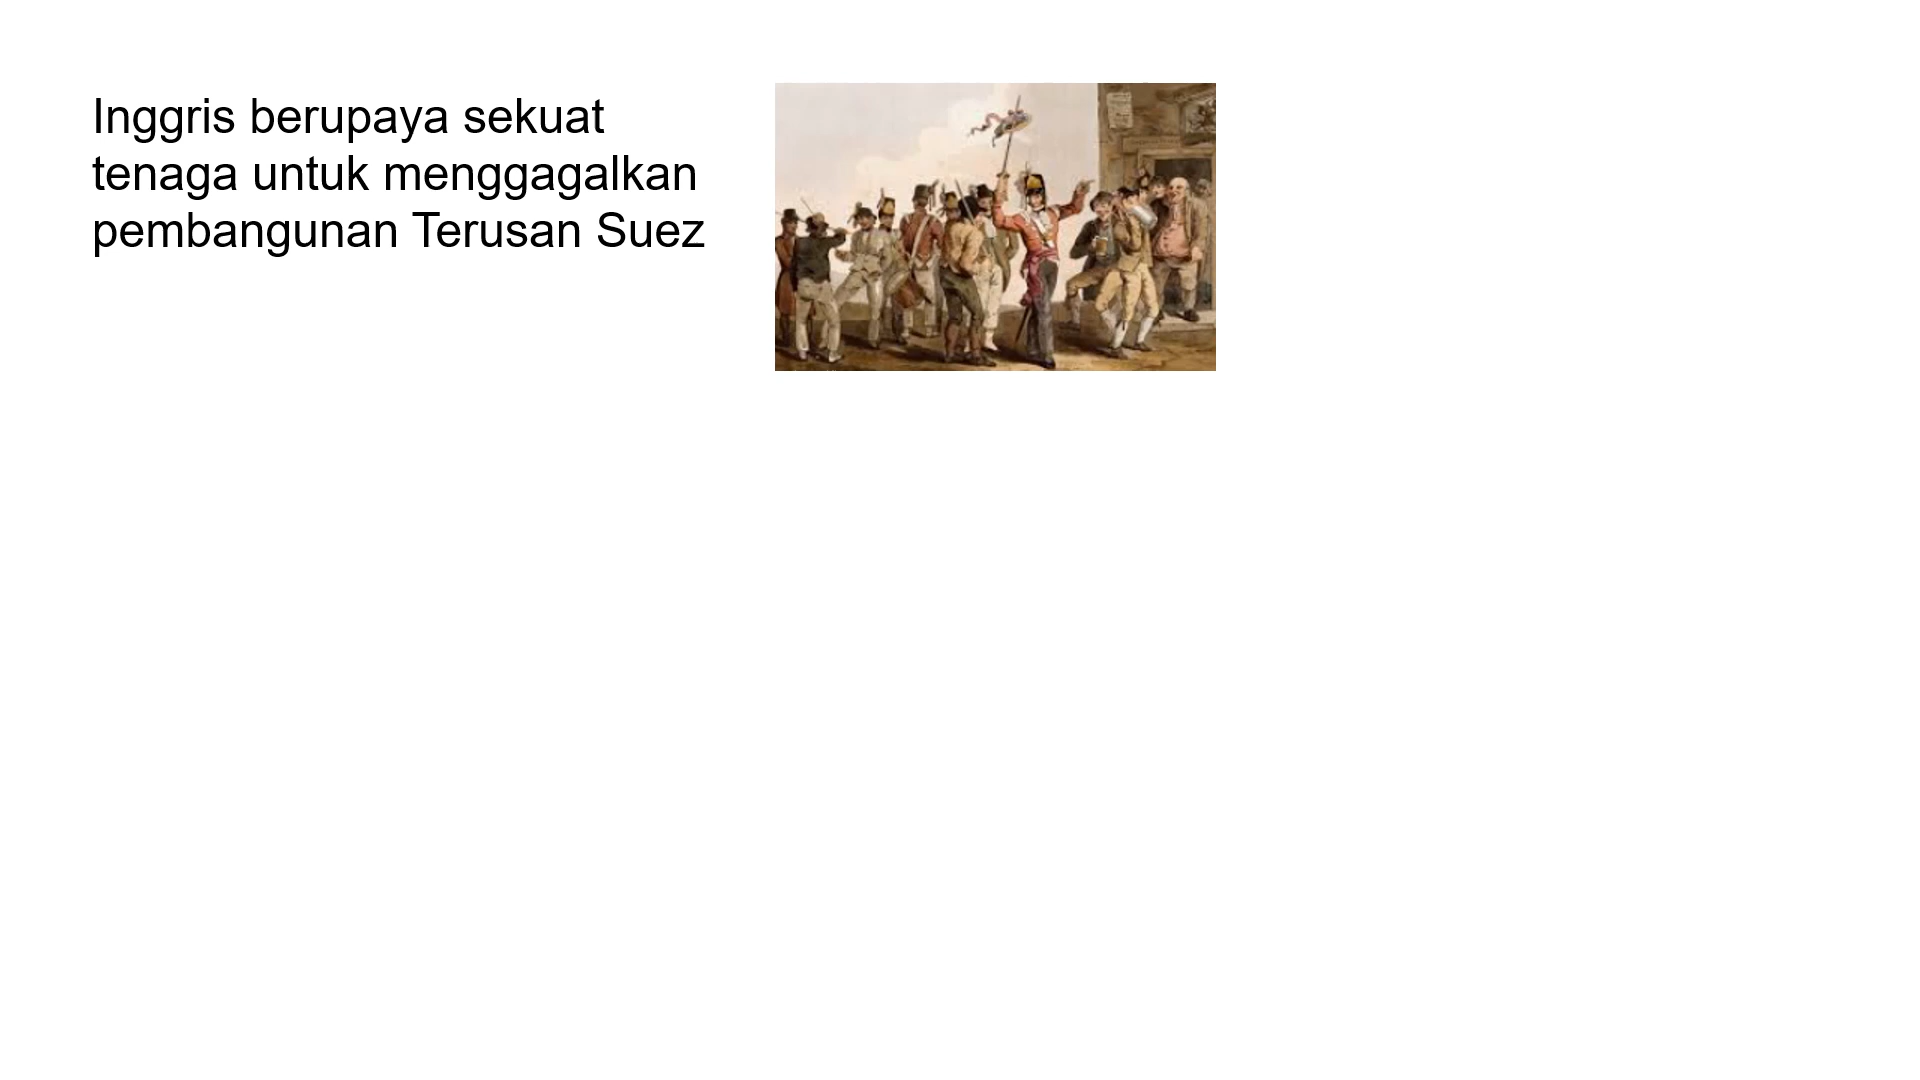 Inggris berupaya sekuat
tenaga untuk menggagalkan
pembangunan Terusan Suez